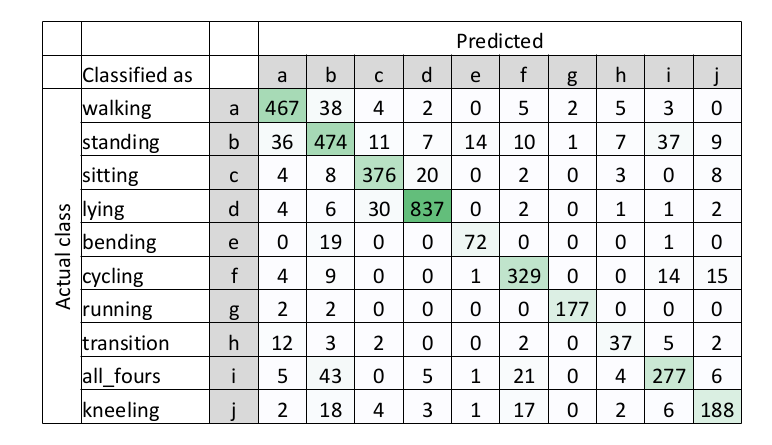 Predicted
Classified as a b c d e f g h i j
Actual class
walking a 467 38 4 2 0 5 2 5 3 0
standing b 36 474 11 7 14 10 1 7 37 9
sitting c 4 8 376 20 0 2 0 3 0 8
lying d 4 6 30 837 0 2 0 1 1 2
bending e 0 19 0 0 72 0 0 0 1 0
cycling f 4 9 0 0 1 329 0 0 14 15
running g 2 2 0 0 0 0 177 0 0 0
transition h 12 3 2 0 0 2 0 37 5 2
all_fours i 5 43 0 5 1 21 0 4 277 6
kneeling j 2 18 4 3 1 17 0 2 6 188